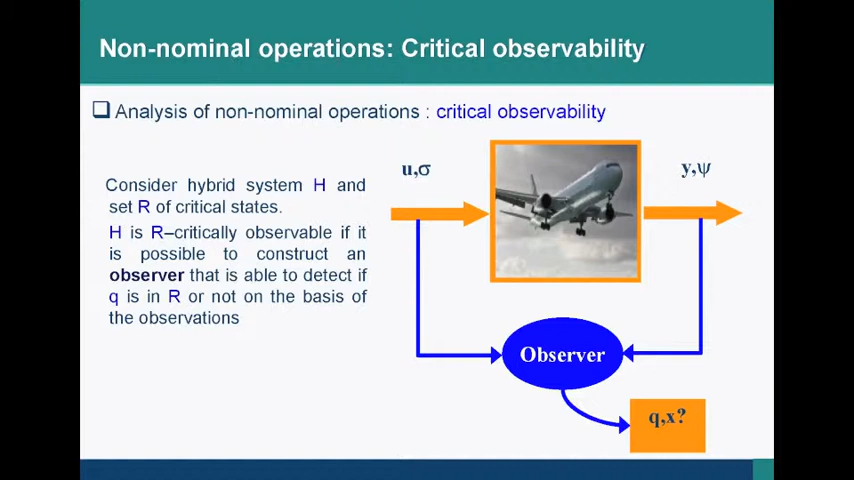 Non-nominal operations: Critical observability
Analysis of non-nominal operations : critical observability
u,σ
y,ψ
Consider hybrid system H and
set R of critical states.
H is R–critically observable if it
is possible to construct an
observer that is able to detect if
q is in R or not on the basis of
the observations
Observer
q,x?